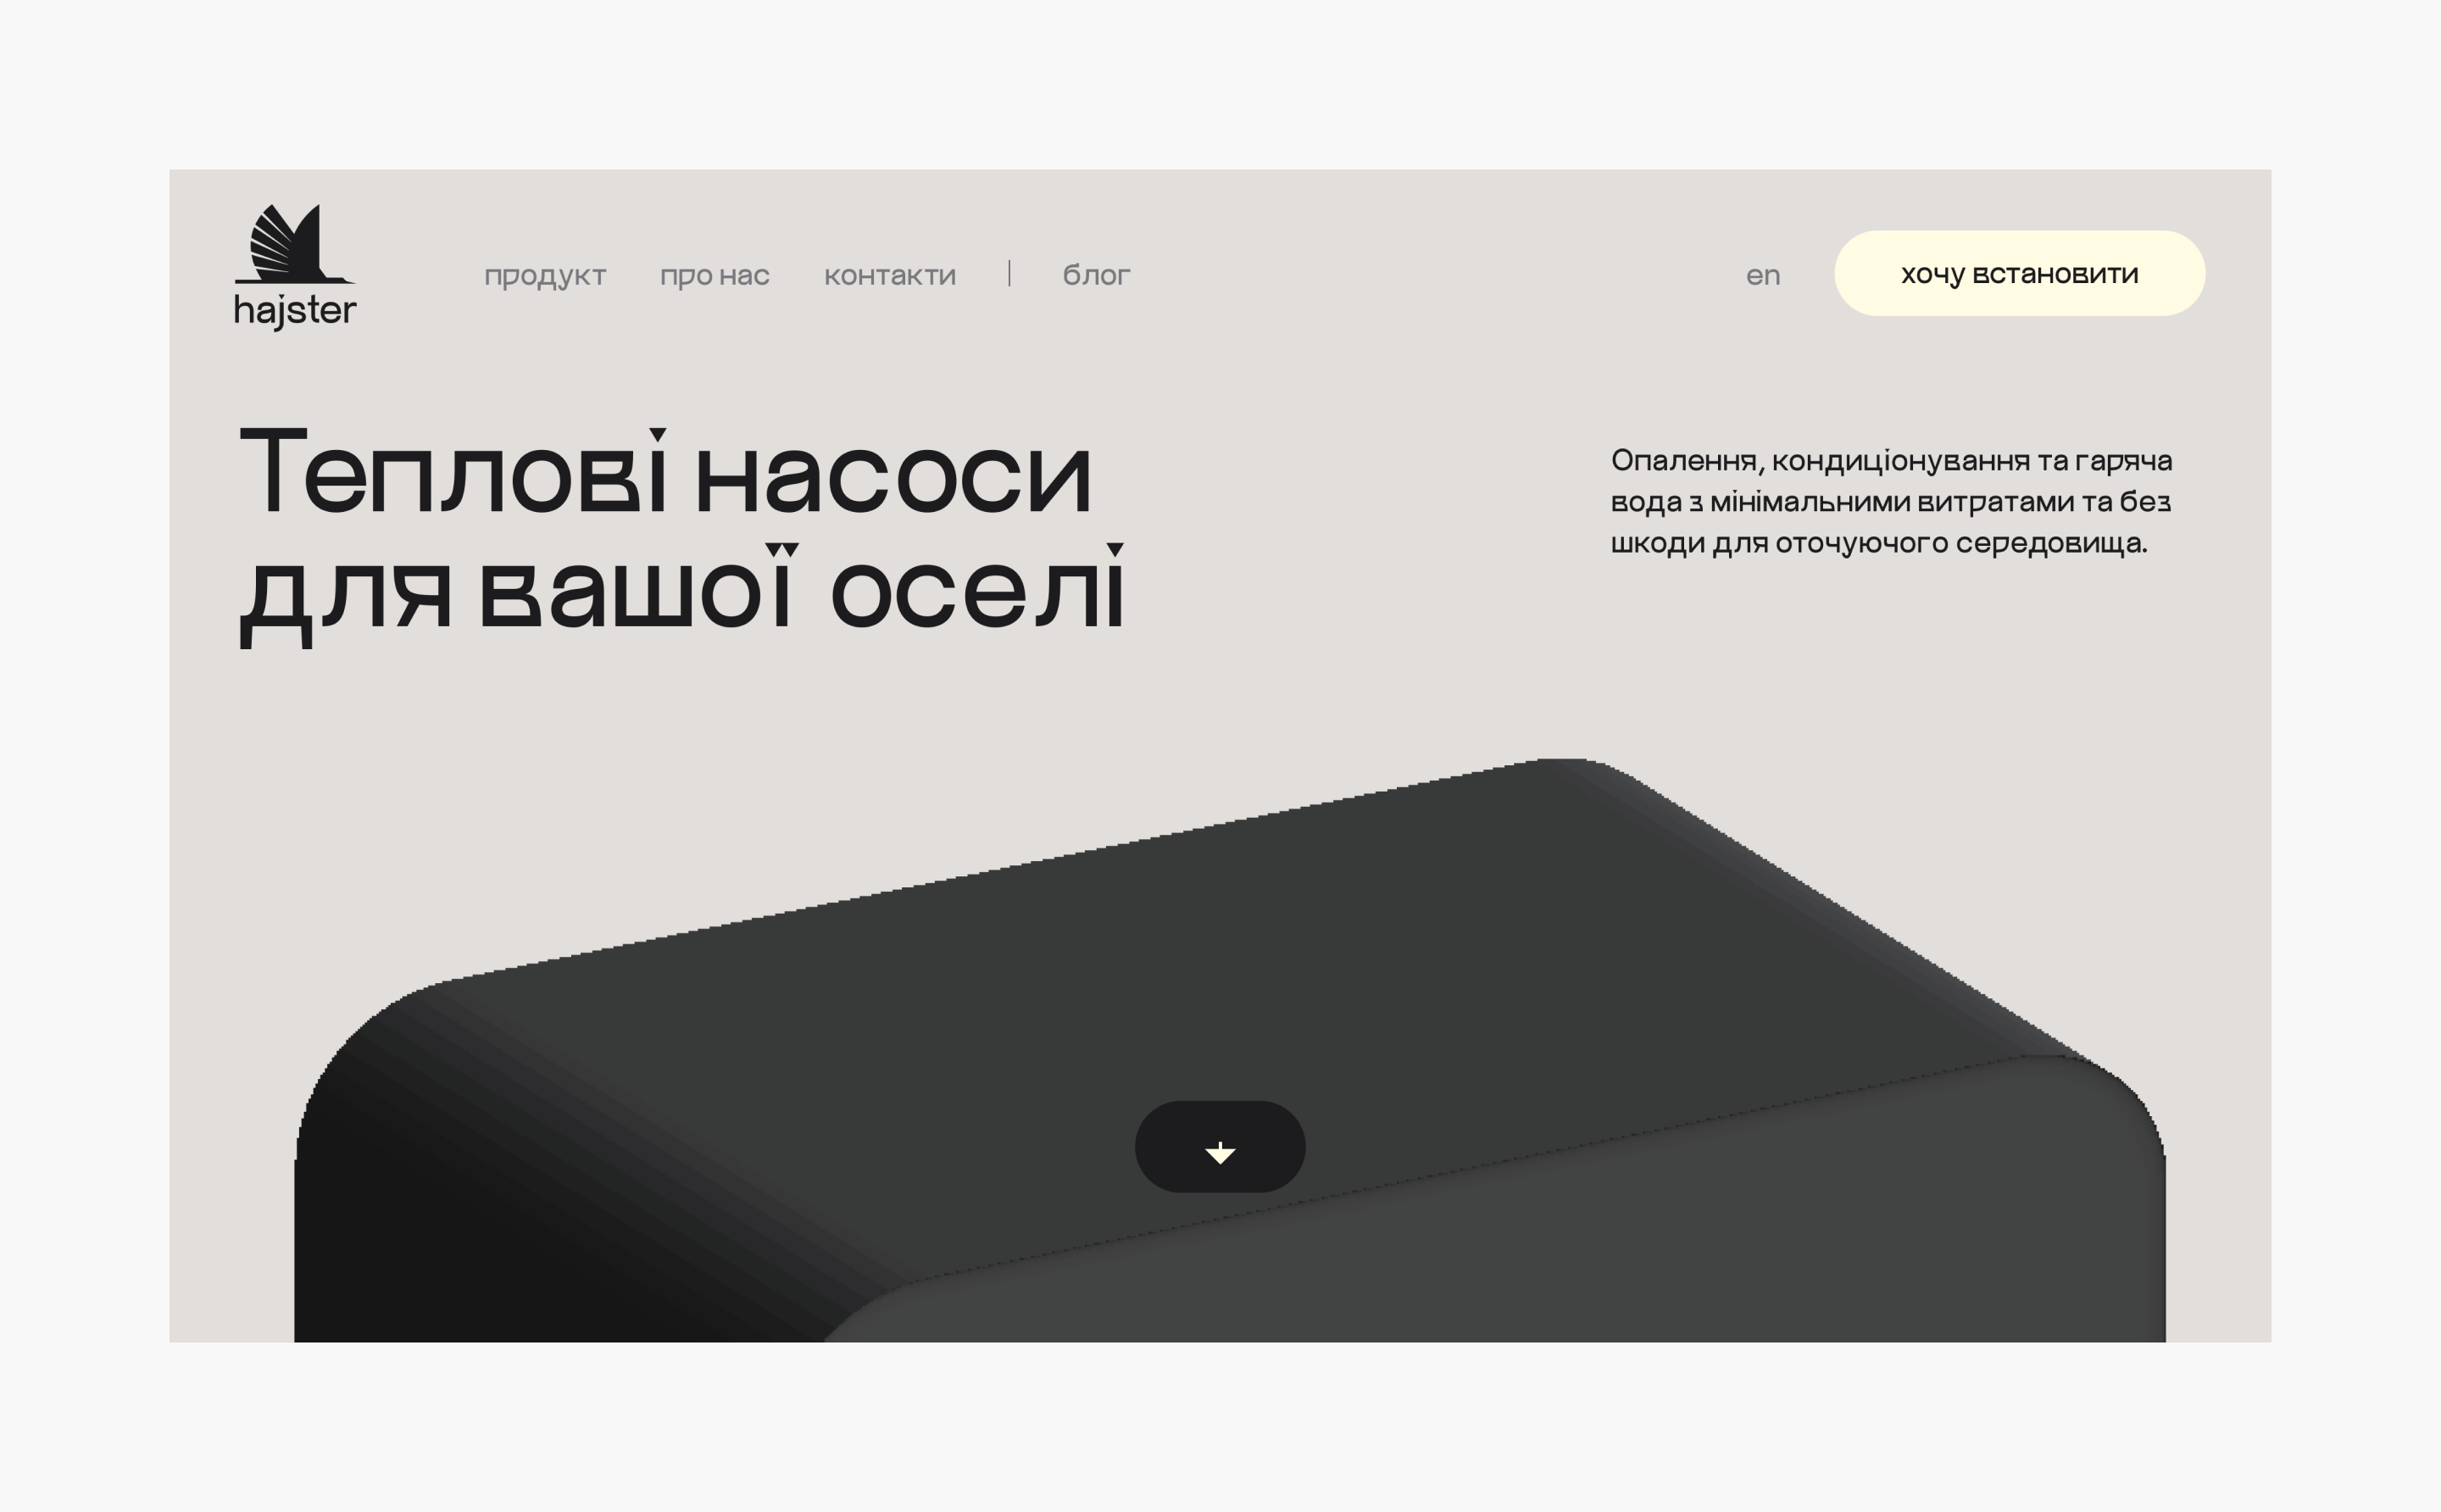 hajster
продукт
про нас
контакти
блог
en
хочу встановити
Теплові насоси
для вашої оселі
Опалення, кондиціонування та гаряча
вода з мінімальними витратами та без
шкоди для оточуючого середовища.